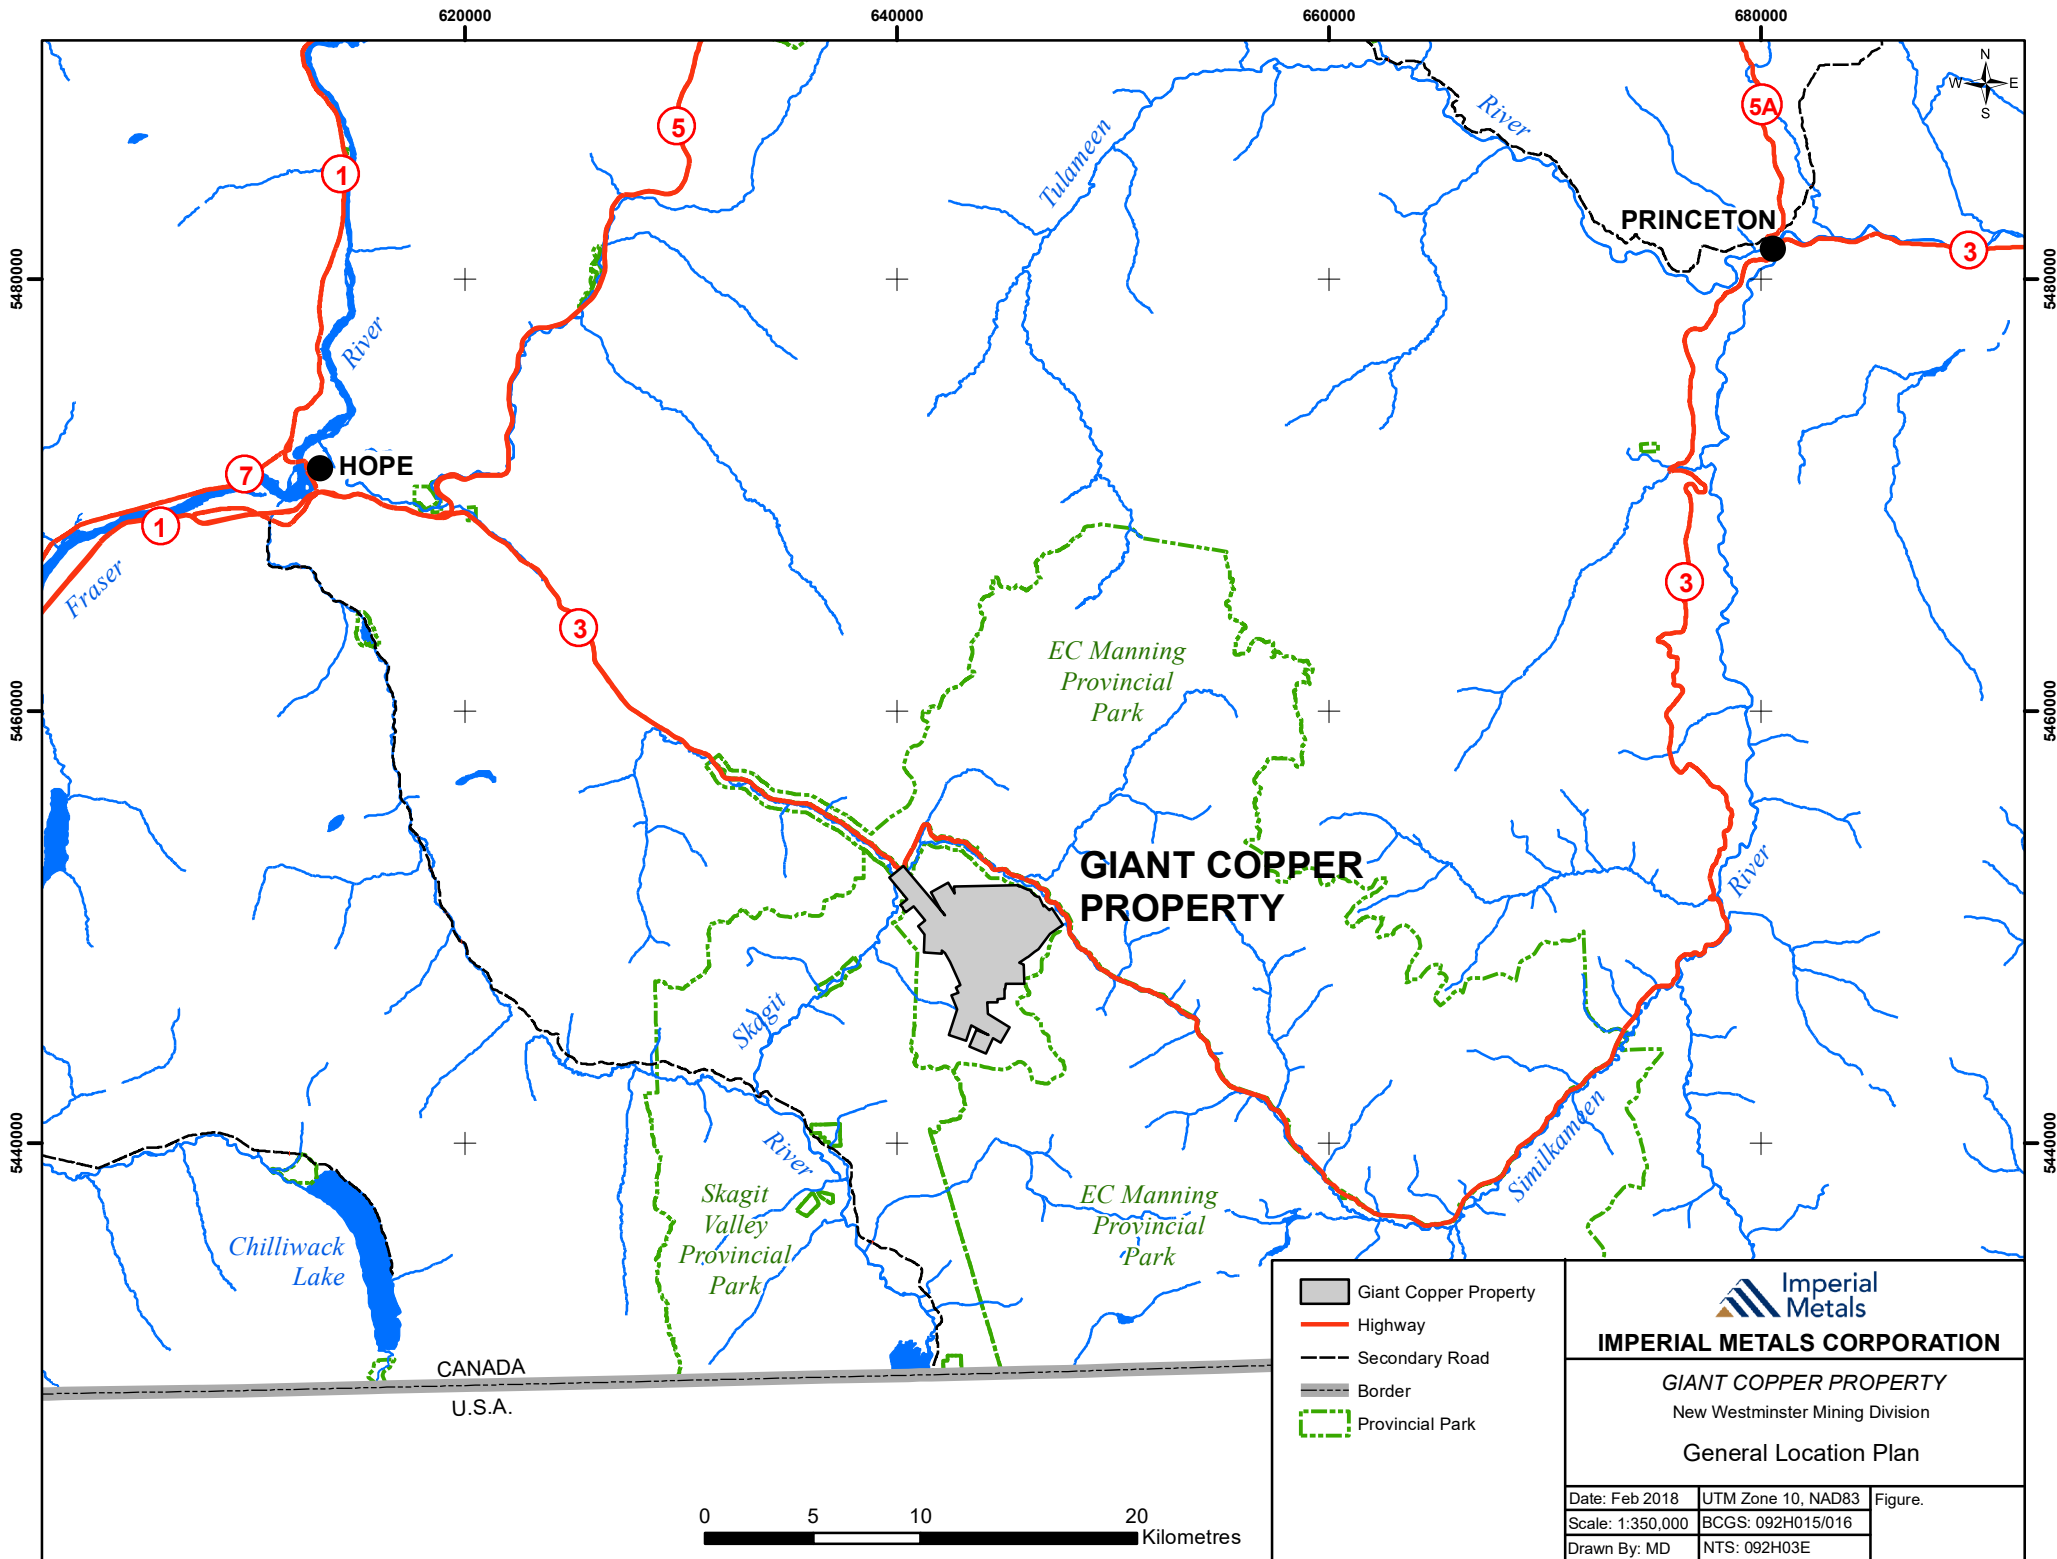 620000
640000
660000
680000
N
W
E
S
5480000
5460000
5440000
5480000
5460000
5440000
5
5A
1
River
Tulameen
PRINCETON
3
River
HOPE
7
1
Fraser
3
3
EC Manning
Provincial
Park
GIANT COPPER
PROPERTY
River
Skagit
Similkameen
River
Skagit
Valley
Provincial
Park
EC Manning
Provincial
Park
Chilliwack
Lake
CANADA
U.S.A.
Giant Copper Property
Highway
Secondary Road
Border
Provincial Park
Imperial
Metals
IMPERIAL METALS CORPORATION
GIANT COPPER PROPERTY
New Westminster Mining Division
General Location Plan
Date: Feb 2018
UTM Zone 10, NAD83
Figure.
Scale: 1:350,000
BCGS: 092H015/016
Drawn By: MD
NTS: 092H03E
0 5 10 20
Kilometres